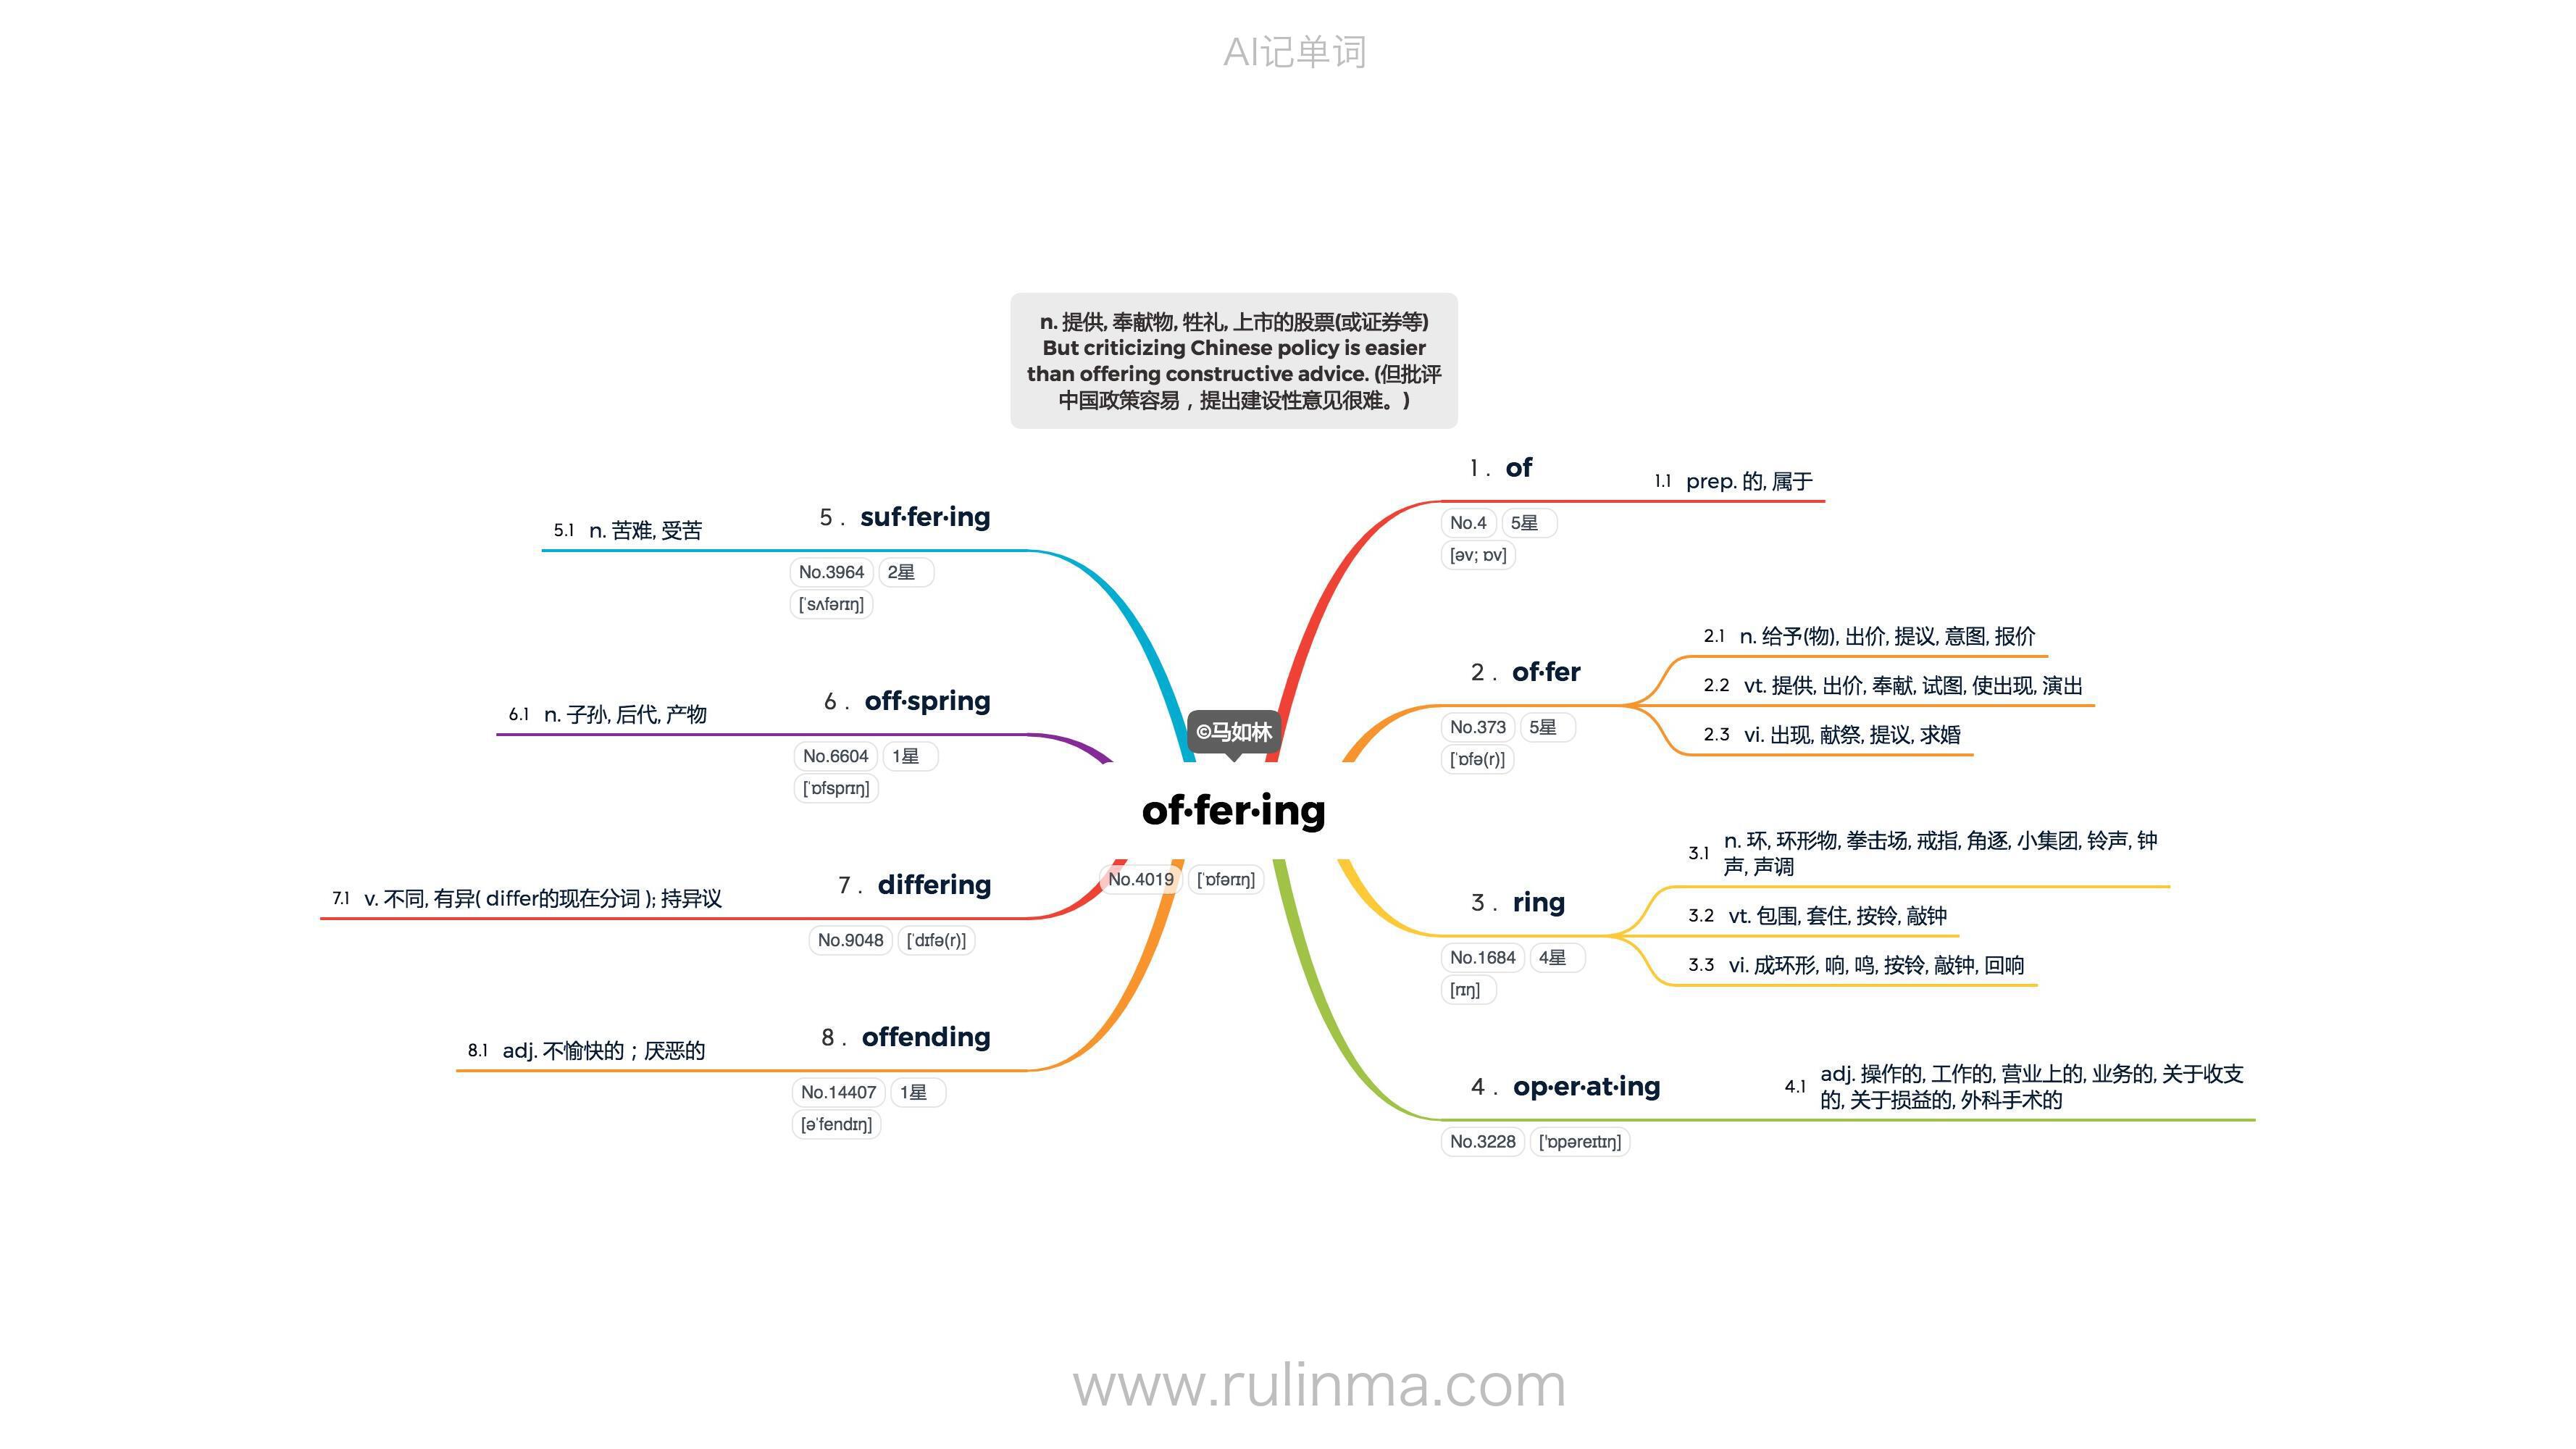 AI记单词
n. 提供, 奉献物, 牲礼, 上市的股票(或证券等)
But criticizing Chinese policy is easier
than offering constructive advice. (但批评
中国政策容易，提出建设性意见很难。)
©马如林
of·fer·ing
No.4019 [ˈɒfərɪŋ]
1 . of
No.4 5星
[əv; ɒv]
1.1 prep. 的, 属于
2 . of·fer
No.373 5星
[ˈɒfə(r)]
2.1 n. 给予(物), 出价, 提议, 意图, 报价
2.2 vt. 提供, 出价, 奉献, 试图, 使出现, 演出
2.3 vi. 出现, 献祭, 提议, 求婚
3 . ring
No.1684 4星
[rɪŋ]
3.1 n. 环, 环形物, 拳击场, 戒指, 角逐, 小集团, 铃声, 钟
声, 声调
3.2 vt. 包围, 套住, 按铃, 敲钟
3.3 vi. 成环形, 响, 鸣, 按铃, 敲钟, 回响
4 . op·er·at·ing
No.3228 ['ɒpəreɪtɪŋ]
4.1 adj. 操作的, 工作的, 营业上的, 业务的, 关于收支
的, 关于损益的, 外科手术的
5 . suf·fer·ing
No.3964 2星
[ˈsʌfərɪŋ]
5.1 n. 苦难, 受苦
6 . off·spring
No.6604 1星
[ˈɒfsprɪŋ]
6.1 n. 子孙, 后代, 产物
7 . differing
No.9048 [ˈdɪfə(r)]
7.1 v. 不同, 有异( differ的现在分词 ); 持异议
8 . offending
No.14407 1星
[əˈfendɪŋ]
8.1 adj. 不愉快的；厌恶的
www.rulinma.com